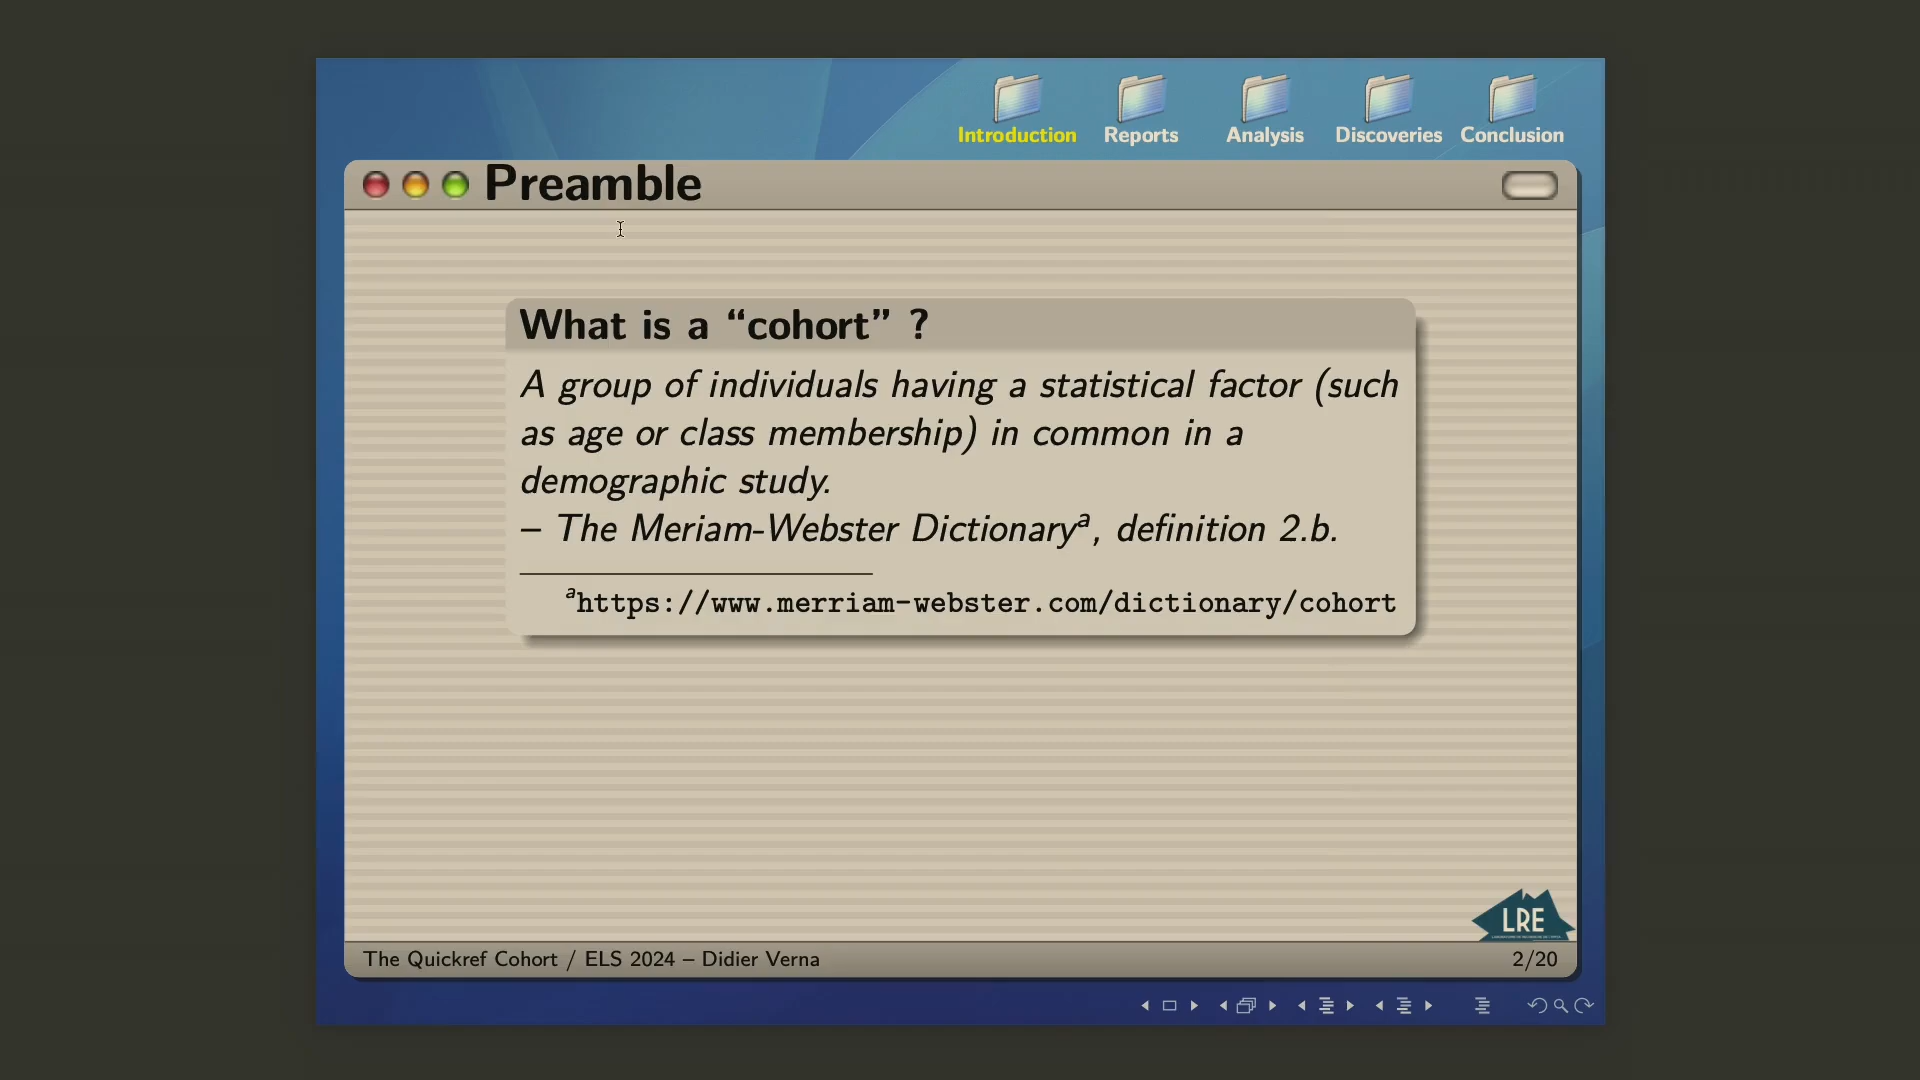 Introduction Reports Analysis Discoveries Conclusion
Preamble
What is a “cohort” ?
A group of individuals having a statistical factor (such
as age or class membership) in common in a
demographic study.
– The Meriam-Webster Dictionaryᵃ, definition 2.b.
ᵃhttps://www.merriam-webster.com/dictionary/cohort
LRE
The Quickref Cohort / ELS 2024 – Didier Verna 2/20